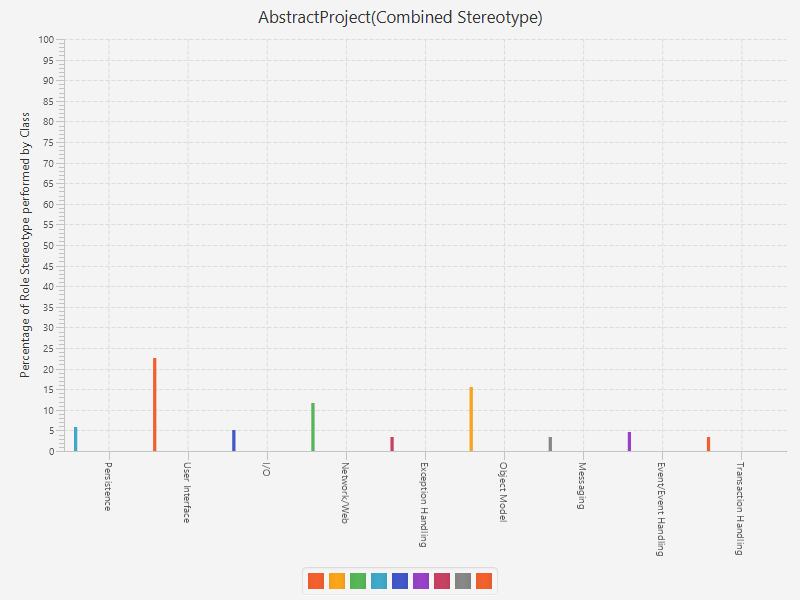 AbstractProject(Combined Stereotype)
Percentage of Role Stereotype performed by Class
100
95
90
85
80
75
70
65
60
55
50
45
40
35
30
25
20
15
10
5
0
Persistence
User Interface
I/O
Network/Web
Exception Handling
Object Model
Messaging
Event/Event Handling
Transaction Handling